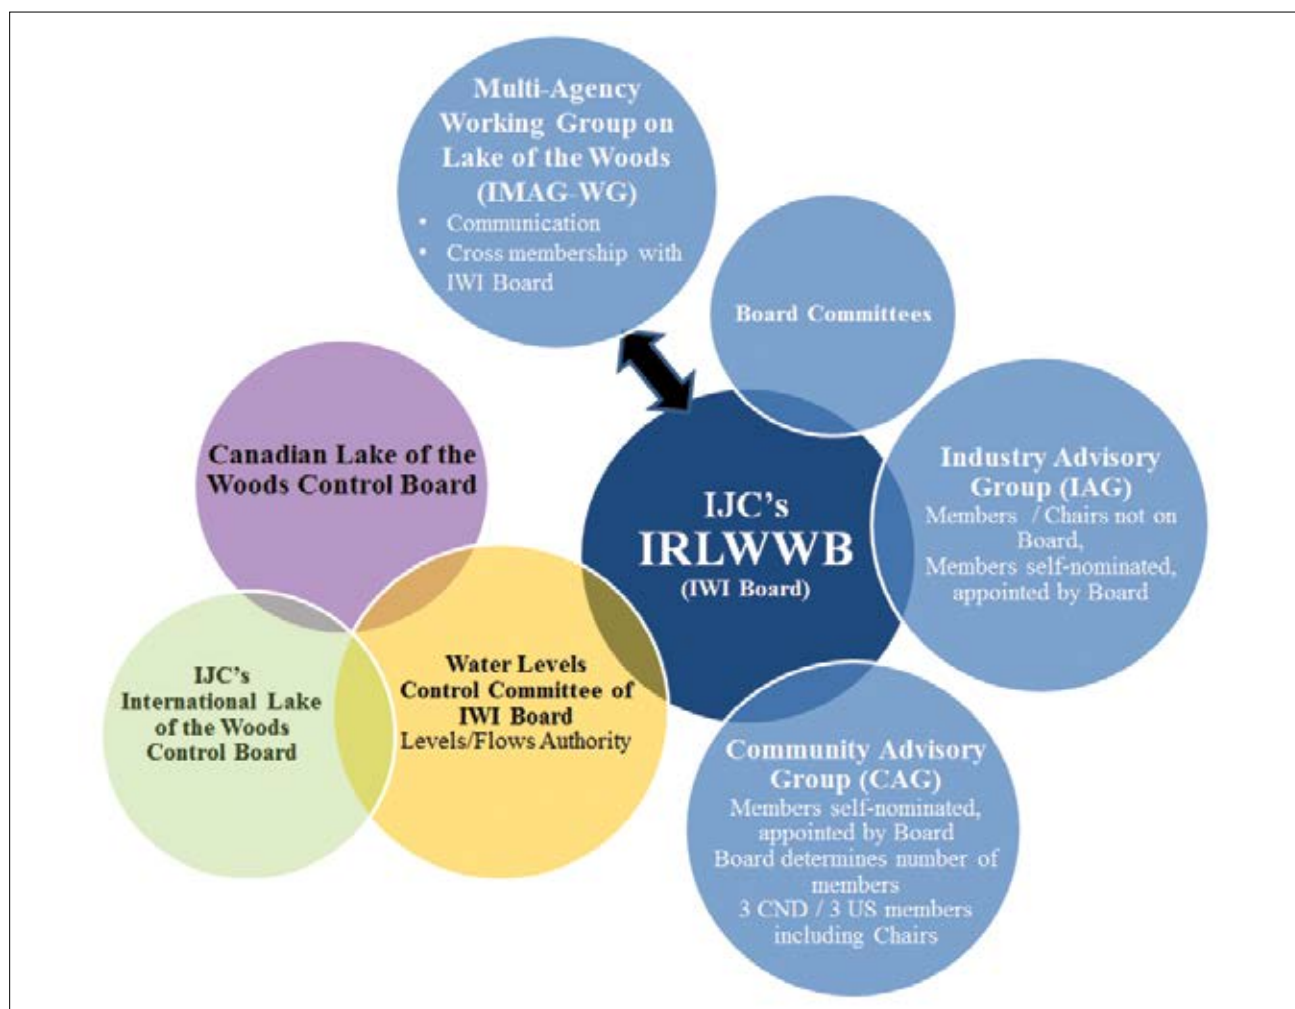 Multi-Agency
Working Group on
Lake of the Woods
(IMAG-WG)
• Communication
• Cross membership with
IWI Board
Board Committees
Canadian Lake of the
Woods Control Board
IJC's
IRLWWB
(IWI Board)
Industry Advisory
Group (IAG)
Members / Chairs not on
Board,
Members self-nominated,
appointed by Board
IJC's
International Lake
of the Woods
Control Board
Water Levels
Control Committee of
IWI Board
Levels/Flows Authority
Community Advisory
Group (CAG)
Members self-nominated,
appointed by Board
Board determines number of
members
3 CND / 3 US members
including Chairs